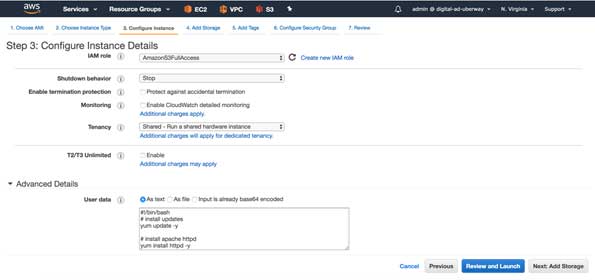 aws
Services
Resource Groups
EC2
VPC
S3
admin @ digital-ad-uberway
N. Virginia
Support
1. Choose AMI
2. Choose Instance Type
3. Configure Instance
4. Add Storage
5. Add Tags
6. Configure Security Group
7. Review
Step 3: Configure Instance Details
IAM role
AmazonS3FullAccess
Create new IAM role
Shutdown behavior
Stop
Enable termination protection
Protect against accidental termination
Monitoring
Enable CloudWatch detailed monitoring
Additional charges apply.
Tenancy
Shared - Run a shared hardware instance
Additional charges will apply for dedicated tenancy.
T2/T3 Unlimited
Enable
Additional charges may apply
Advanced Details
User data
As text
As file
Input is already base64 encoded
#!/bin/bash
# install updates
yum update -y
# install apache httpd
yum install httpd -y
Cancel
Previous
Review and Launch
Next: Add Storage